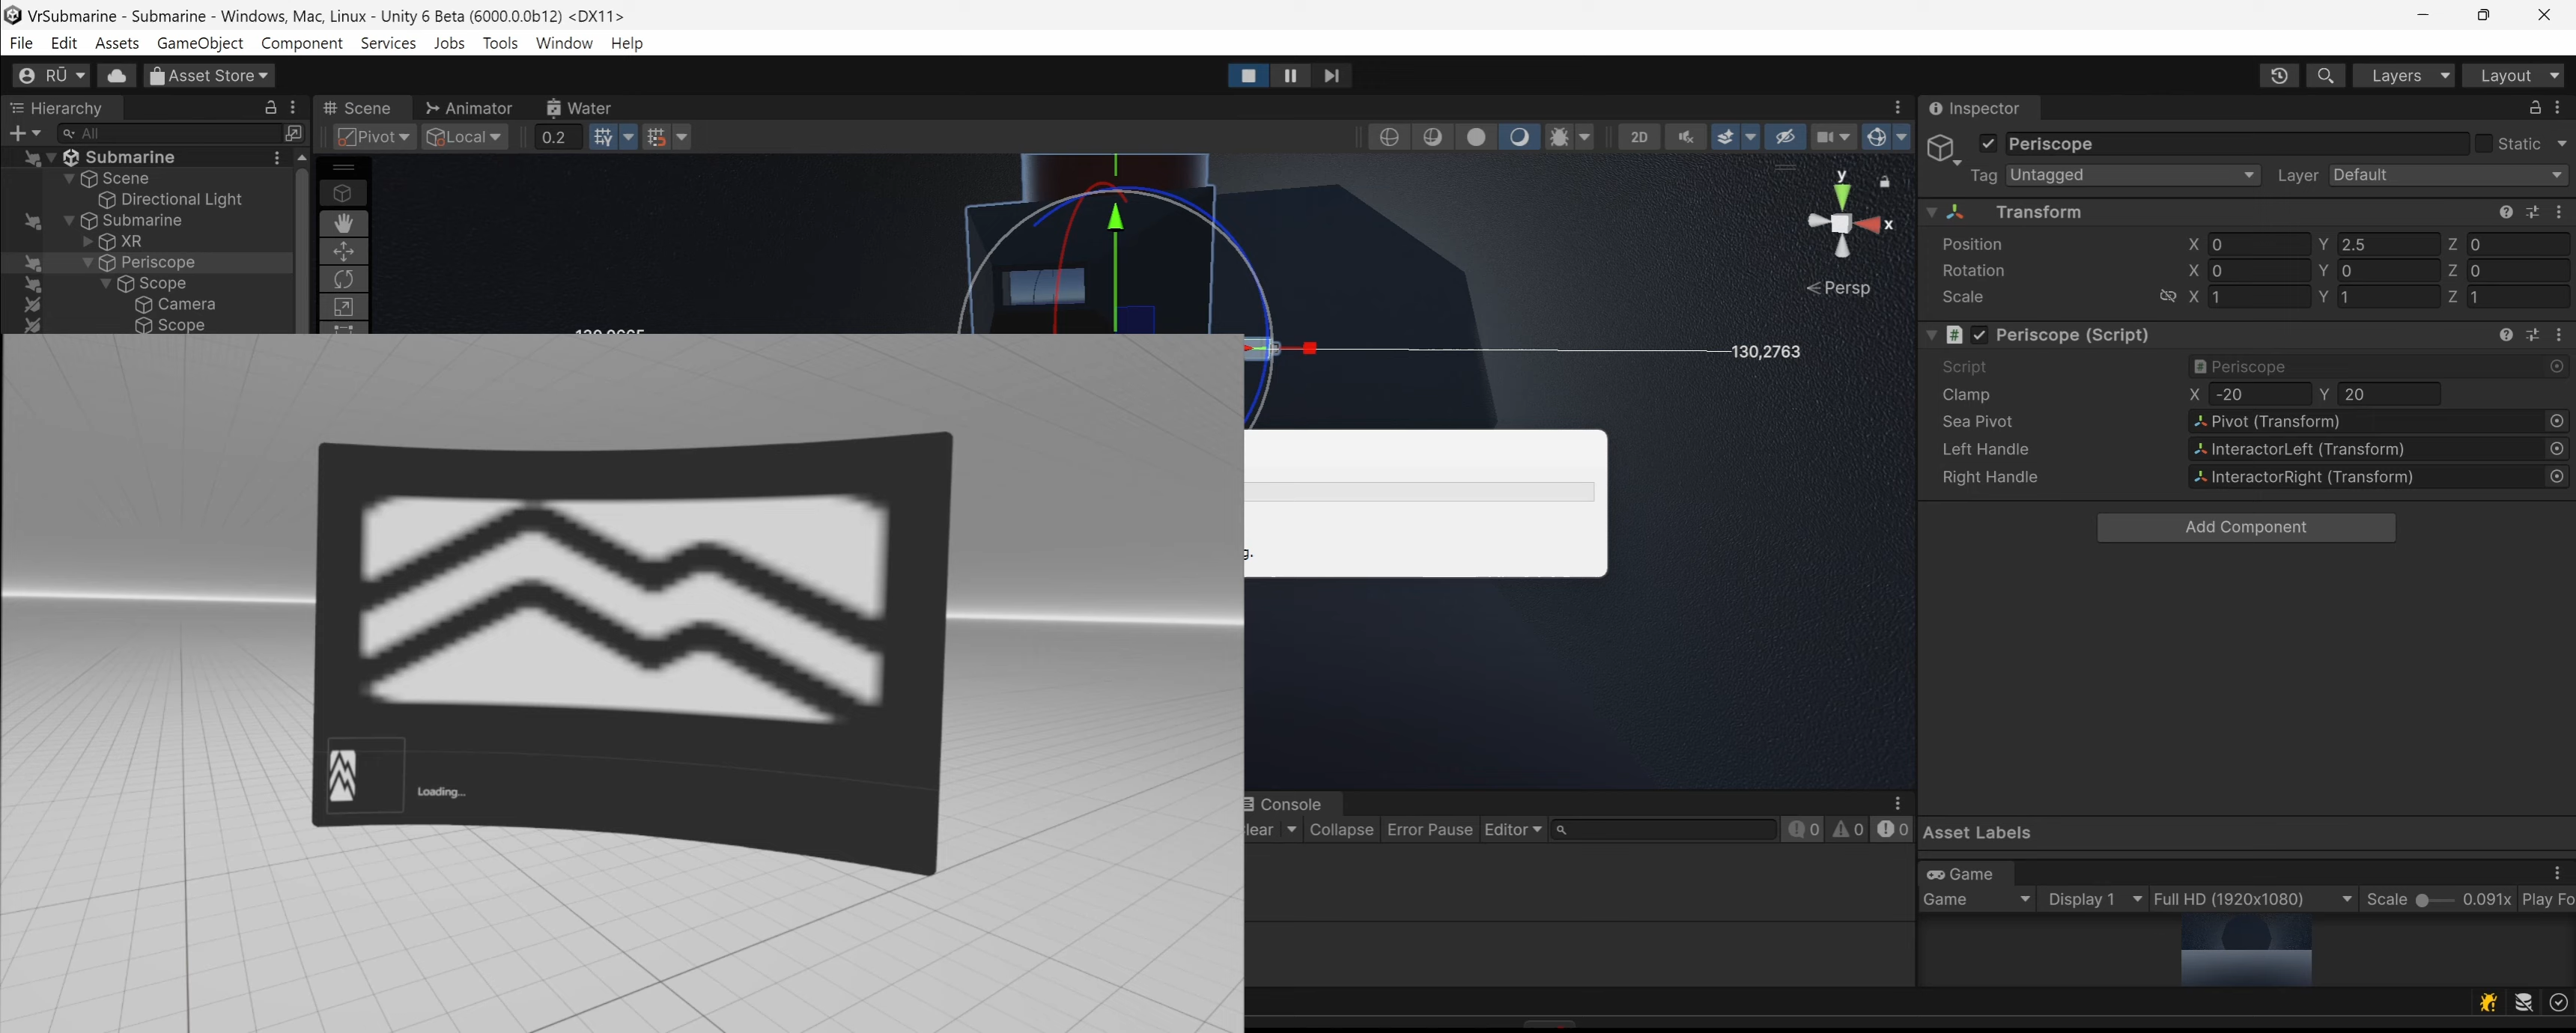 VrSubmarine - Submarine - Windows, Mac, Linux - Unity 6 Beta (6000.0.0b12) <DX11>
File Edit Assets GameObject Component Services Jobs Tools Window Help
RŪ Asset Store Layers Layout
Hierarchy Scene Animator Water Inspector
All Pivot Local 0.2 2D
Periscope Static
Tag Untagged Layer Default
Submarine
Scene
Directional Light
Submarine
XR
Periscope
Scope
Camera
Scope
y
x
Persp
130,2763
Transform
Position X 0 Y 2.5 Z 0
Rotation X 0 Y 0 Z 0
Scale X 1 Y 1 Z 1
# Periscope (Script)
Script Periscope
Clamp X -20 Y 20
Sea Pivot Pivot (Transform)
Left Handle InteractorLeft (Transform)
Right Handle InteractorRight (Transform)
Add Component
g.
Loading...
Console
lear Collapse Error Pause Editor 0 0 0
Asset Labels
Game
Game Display 1 Full HD (1920x1080) Scale 0.091x Play Fo